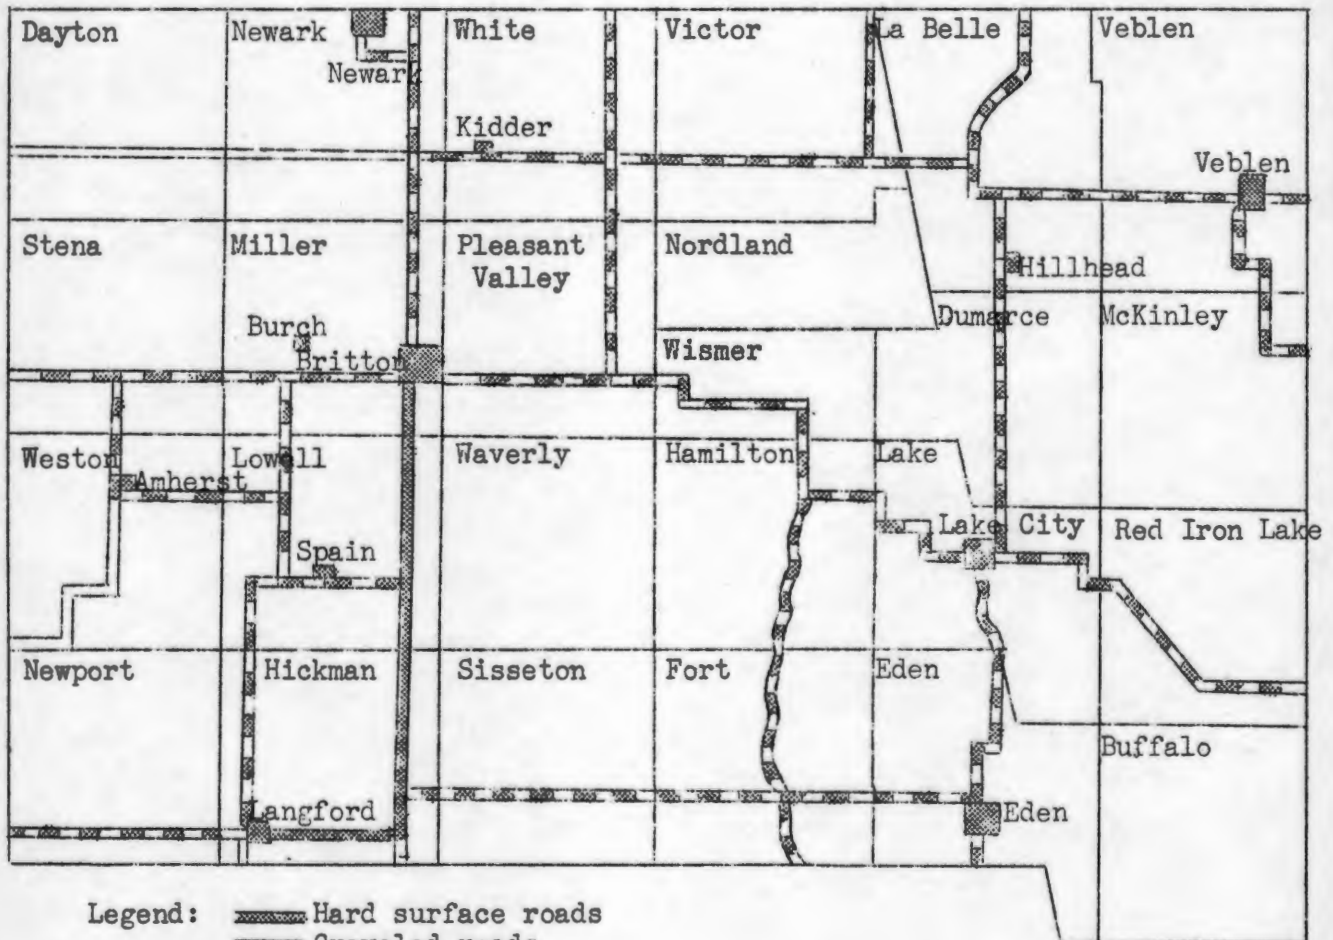 Dayton
Newark
White
Victor
La Belle
Veblen
Newark
Kidder
Veblen
Stena
Miller
Pleasant
Valley
Nordland
Hillhead
Burch
Britton
Dumarce
McKinley
Wismer
Weston
Lowell
Waverly
Hamilton
Lake
Amherst
Spain
Lake City
Red Iron Lake
Newport
Hickman
Sisseton
Fort
Eden
Buffalo
Langford
Eden
Legend:
Hard surface roads
Graveled roads